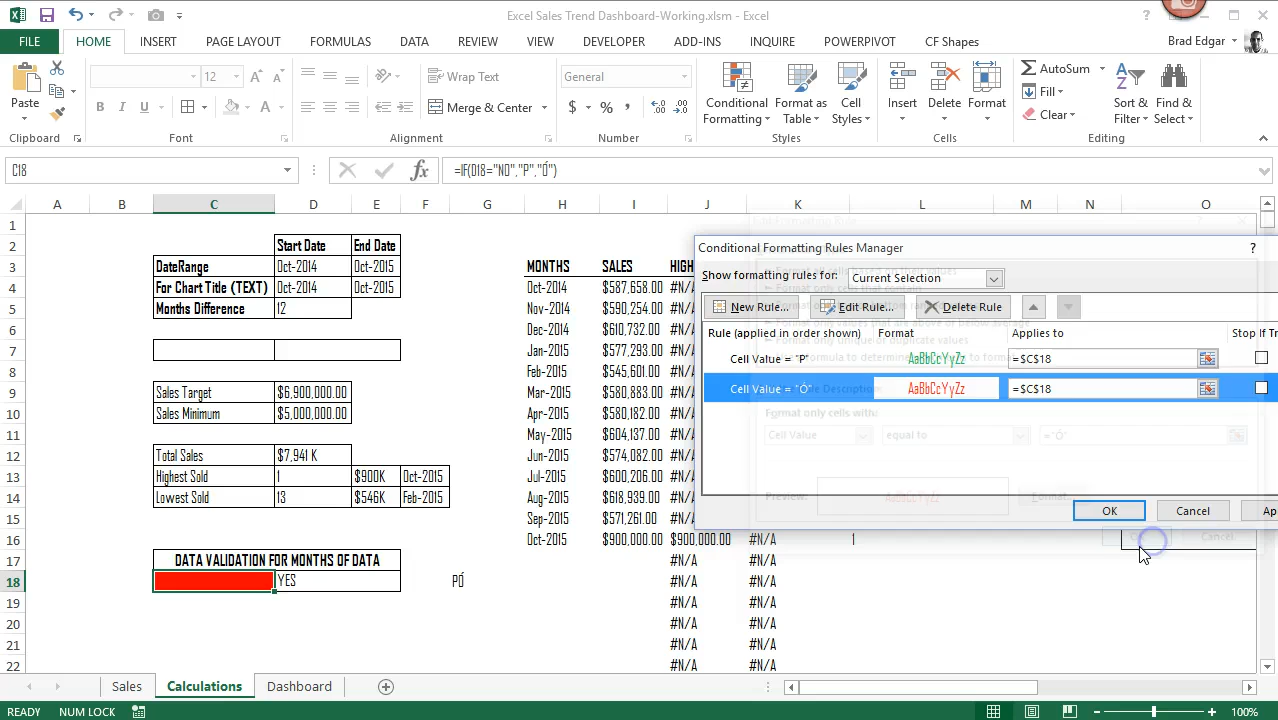 Excel Sales Trend Dashboard-Working.xlsm - Excel
FILE HOME INSERT PAGE LAYOUT FORMULAS DATA REVIEW VIEW DEVELOPER ADD-INS INQUIRE POWERPIVOT CF Shapes Brad Edgar
Paste
12
Wrap Text
Merge & Center
General
Conditional Formatting
Format as Table
Cell Styles
Insert Delete Format
AutoSum
Fill
Clear
Sort & Filter
Find & Select
Clipboard Font Alignment Number Styles Cells Editing
C18 =IF(D18="NO","P","Ó")
A B C D E F G H I J K L M N O
1
2 Start Date End Date
3 DateRange Oct-2014 Oct-2015 MONTHS SALES HIGH
4 For Chart Title (TEXT) Oct-2014 Oct-2015 Oct-2014 $587,658.00 #N/A
5 Months Difference 12 Nov-2014 $590,254.00 #N/A
6 Dec-2014 $610,732.00 #N/A
7 Jan-2015 $577,293.00 #N/A
8 Feb-2015 $545,601.00 #N/A
9 Sales Target $6,900,000.00 Mar-2015 $580,883.00 #N/A
10 Sales Minimum $5,000,000.00 Apr-2015 $580,182.00 #N/A
11 May-2015 $604,137.00 #N/A
12 Total Sales $7,941 K Jun-2015 $574,082.00 #N/A
13 Highest Sold 1 $900K Oct-2015 Jul-2015 $600,206.00 #N/A
14 Lowest Sold 13 $546K Feb-2015 Aug-2015 $618,939.00 #N/A
15 Sep-2015 $571,261.00 #N/A
16 Oct-2015 $900,000.00 $900,000.00 #N/A 1
17 DATA VALIDATION FOR MONTHS OF DATA #N/A #N/A
18 YES PÓ #N/A #N/A
19 #N/A #N/A
20 #N/A #N/A
21 #N/A #N/A
22 #N/A #N/A
Conditional Formatting Rules Manager ?
Show formatting rules for: Current Selection
New Rule... Edit Rule... Delete Rule
Rule (applied in order shown) Format Applies to Stop If T
Cell Value = "P" AaBbCcYyZz =$C$18
Cell Value = "Ó" AaBbCcYyZz =$C$18
Format only cells with:
Cell Value equal to ="Ó"
Preview: AaBbCcYyZz Format...
OK Cancel Ap
OK Cancel
Sales Calculations Dashboard
READY NUM LOCK 100%